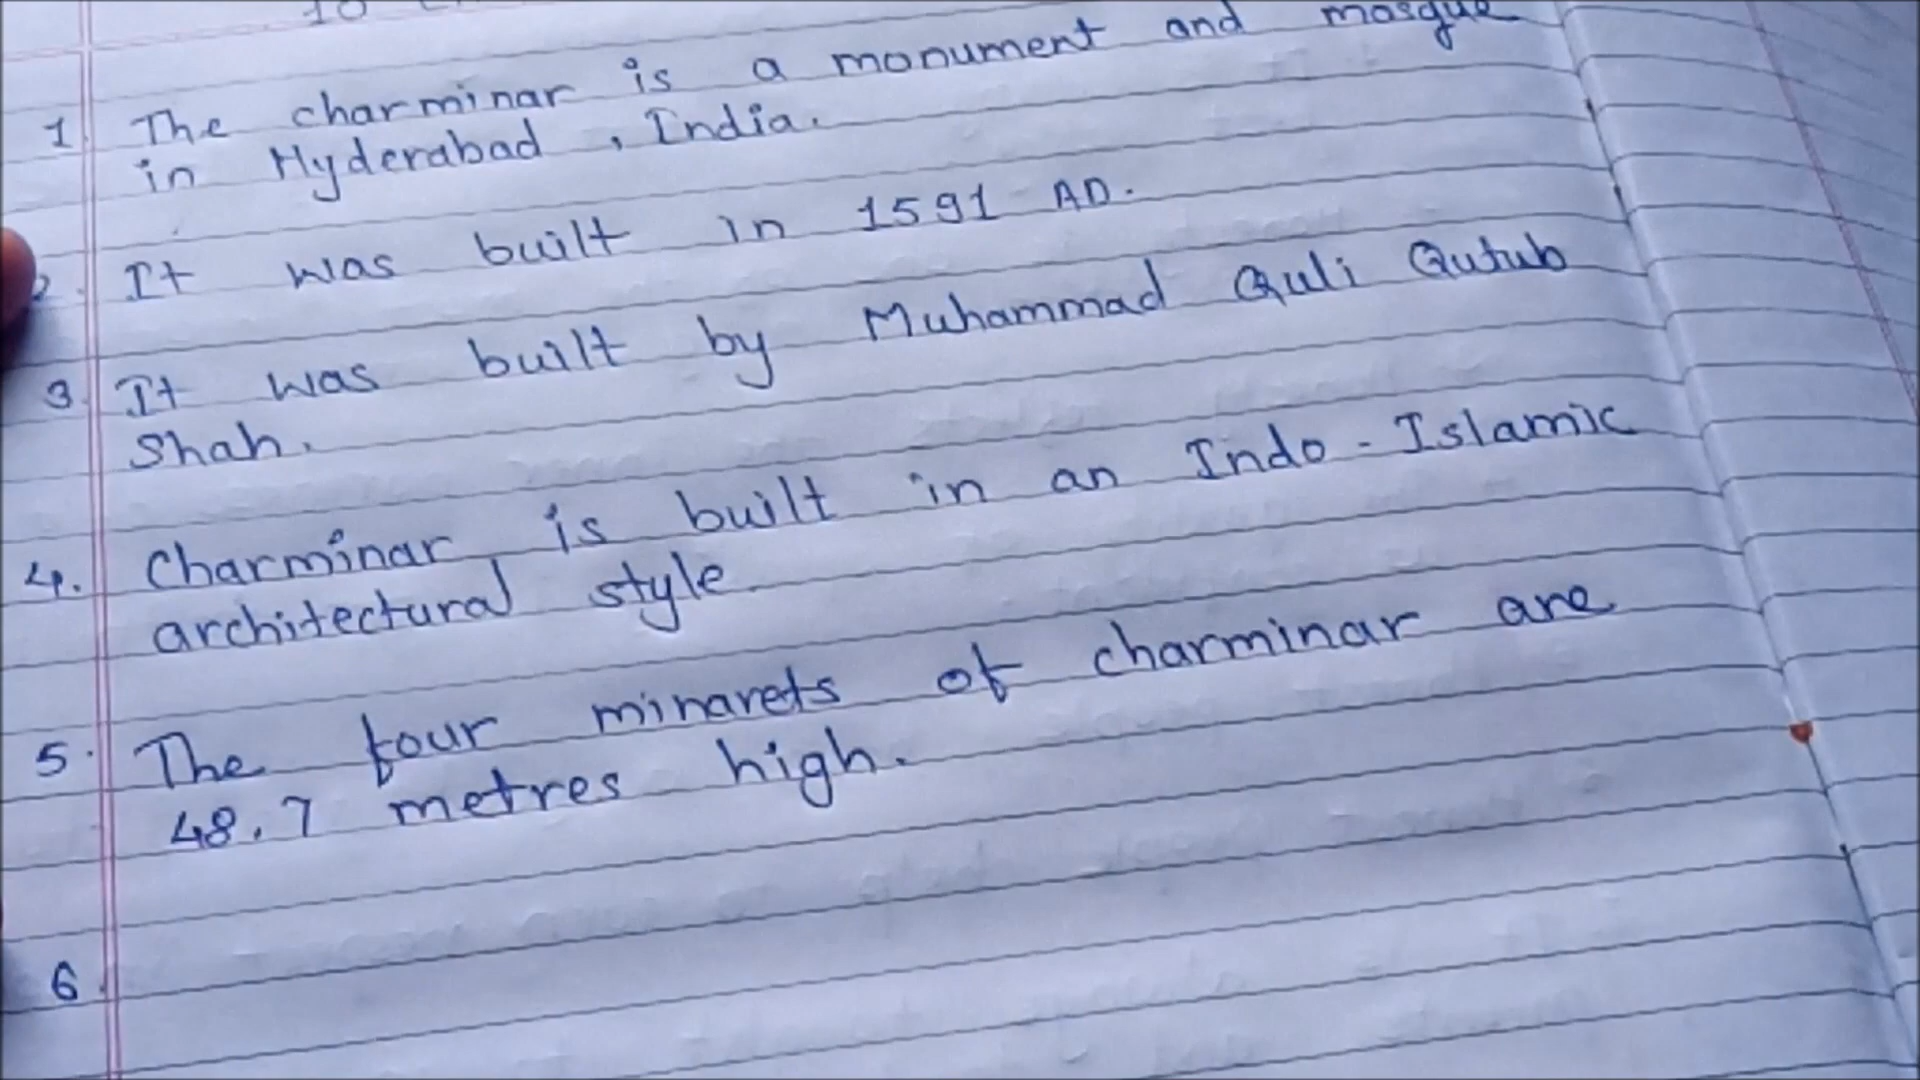 10
1. The charminar is a monument and mosque
in Hyderabad, India.
2. It was built in 1591 AD.
3. It was built by Muhammad Quli Qutub
Shah.
4. Charminar is built in an Indo-Islamic
architectural style
5. The four minarets of charminar are
48.7 metres high.
6.